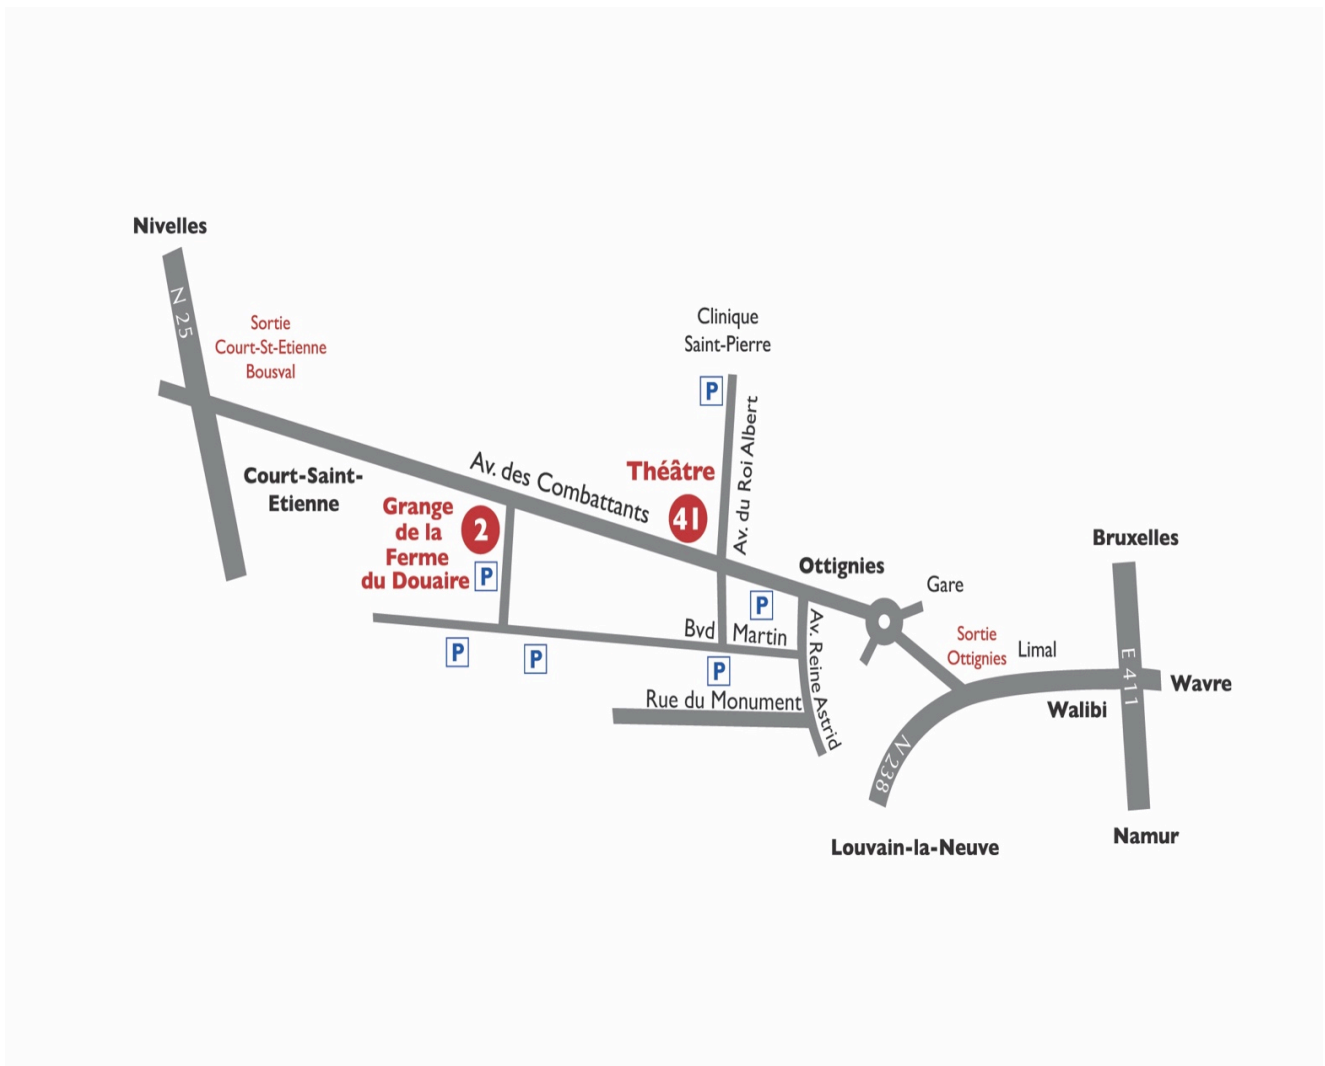 Nivelles
N 25
Sortie
Court-St-Etienne
Bousval
Clinique
Saint-Pierre
P
Av. du Roi Albert
Théâtre
41
Av. des Combattants
Court-Saint-
Etienne
Grange
de la
Ferme
du Douaire
2
P
Bruxelles
Ottignies
Gare
P
Bvd Martin
Av. Reine Astrid
Sortie
Ottignies
Limal
E 411
Wavre
Walibi
P
P
P
Rue du Monument
N 238
Namur
Louvain-la-Neuve